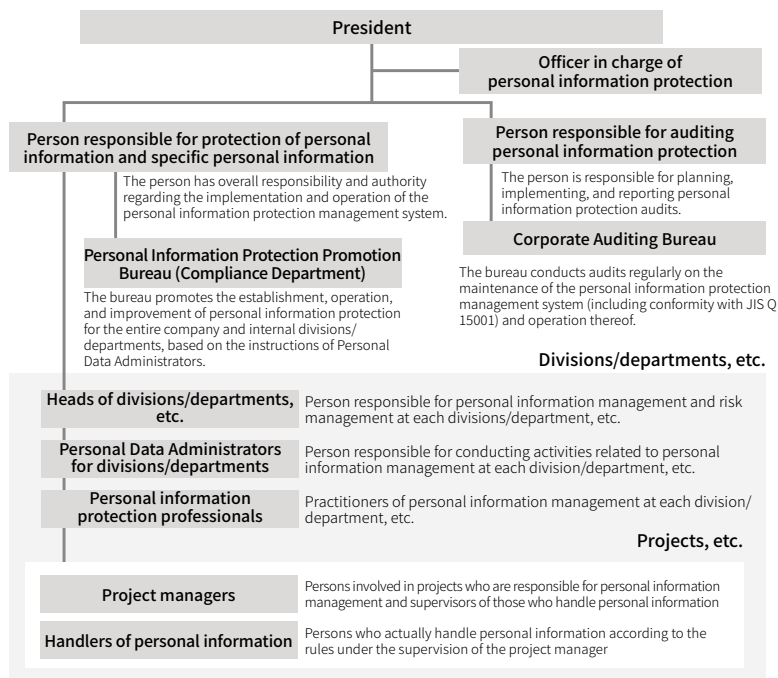 President
Officer in charge of
personal information protection
Person responsible for protection of personal
information and specific personal information
The person has overall responsibility and authority
regarding the implementation and operation of the
personal information protection management system.
Person responsible for auditing
personal information protection
The person is responsible for planning,
implementing, and reporting personal
information protection audits.
Personal Information Protection Promotion
Bureau (Compliance Department)
The bureau promotes the establishment, operation,
and improvement of personal information protection
for the entire company and internal divisions/
departments, based on the instructions of Personal
Data Administrators.
Corporate Auditing Bureau
The bureau conducts audits regularly on the
maintenance of the personal information protection
management system (including conformity with JIS Q
15001) and operation thereof.
Divisions/departments, etc.
Heads of divisions/departments,
etc.
Person responsible for personal information management and risk
management at each divisions/department, etc.
Personal Data Administrators
for divisions/departments
Person responsible for conducting activities related to personal
information management at each division/department, etc.
Personal information
protection professionals
Practitioners of personal information management at each division/
department, etc.
Projects, etc.
Project managers
Persons involved in projects who are responsible for personal information
management and supervisors of those who handle personal information
Handlers of personal information
Persons who actually handle personal information according to the
rules under the supervision of the project manager